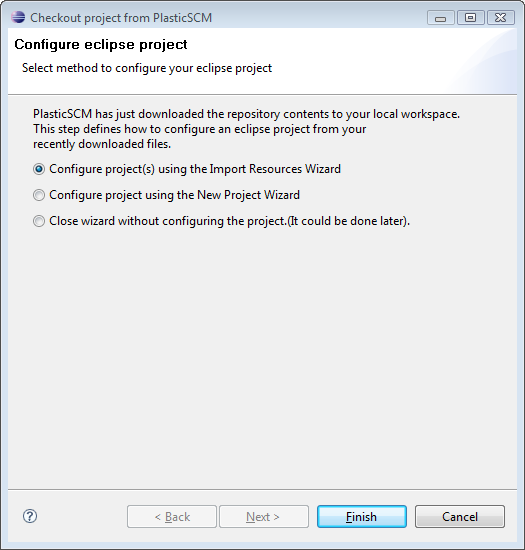 Checkout project from PlasticSCM
Configure eclipse project
Select method to configure your eclipse project
PlasticSCM has just downloaded the repository contents to your local workspace.
This step defines how to configure an eclipse project from your
recently downloaded files.
Configure project(s) using the Import Resources Wizard
Configure project using the New Project Wizard
Close wizard without configuring the project.(It could be done later).
?
< Back
Next >
Finish
Cancel